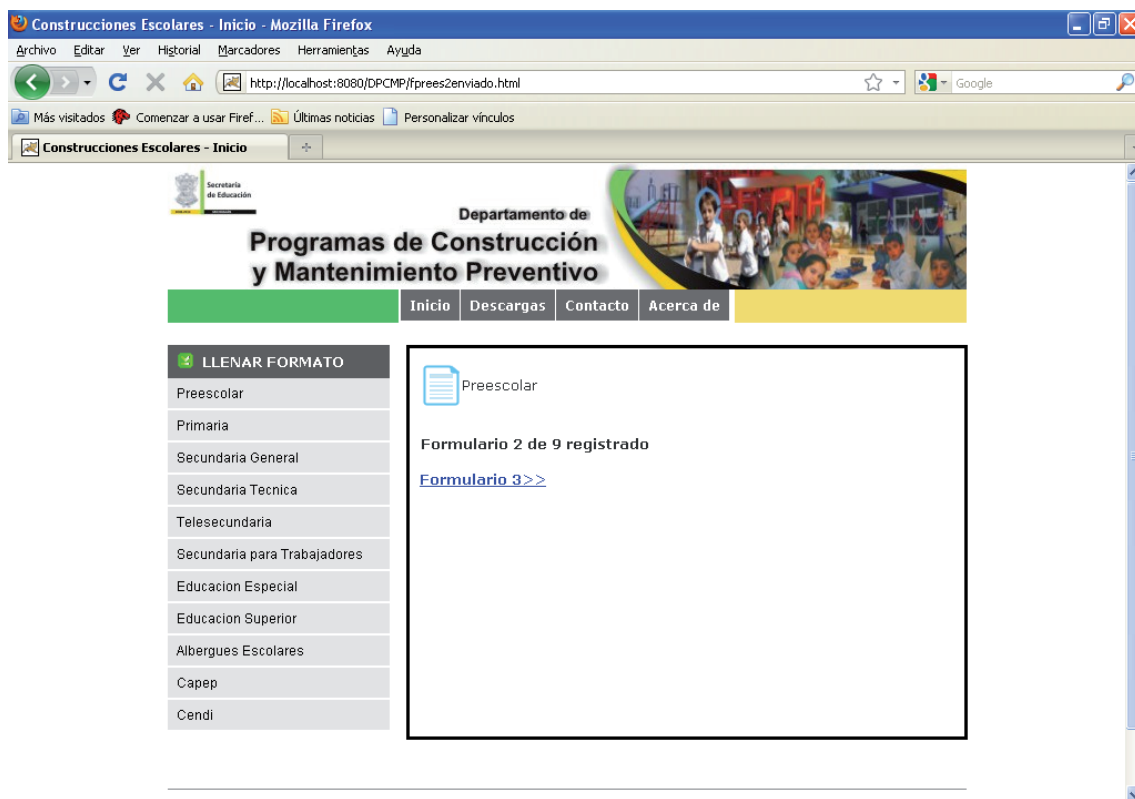 Construcciones Escolares - Inicio - Mozilla Firefox
Archivo Editar Ver Historial Marcadores Herramientas Ayuda
http://localhost:8080/DPCMP/fprees2enviado.html
Google
Más visitados Comenzar a usar Firef... Últimas noticias Personalizar vínculos
Construcciones Escolares - Inicio
Secretaria
de Educación
Departamento de
Programas de Construcción
y Mantenimiento Preventivo
Inicio Descargas Contacto Acerca de
LLENAR FORMATO
Preescolar
Primaria
Secundaria General
Secundaria Tecnica
Telesecundaria
Secundaria para Trabajadores
Educacion Especial
Educacion Superior
Albergues Escolares
Capep
Cendi
Preescolar
Formulario 2 de 9 registrado
Formulario 3>>